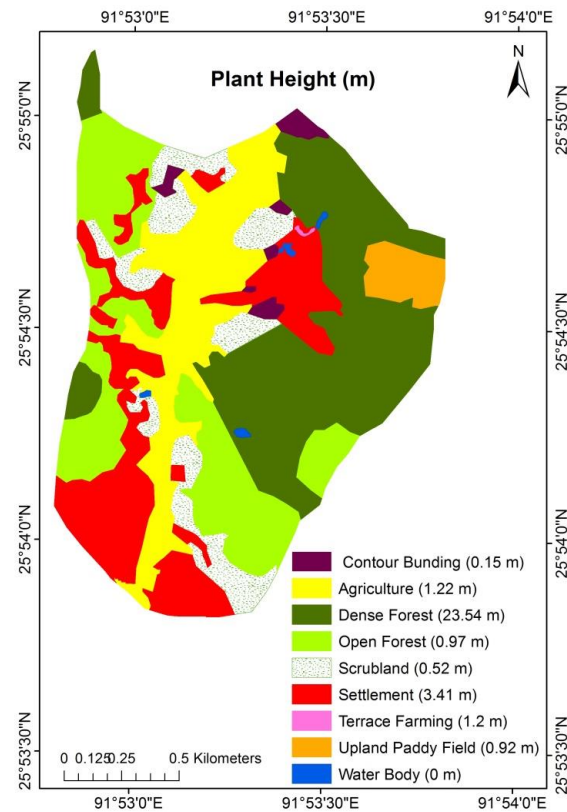 91°53'0"E 91°53'30"E 91°54'0"E
Plant Height (m)
N
25°55'0"N 25°55'0"N
25°54'30"N 25°54'30"N
25°54'0"N 25°54'0"N
Contour Bunding (0.15 m)
Agriculture (1.22 m)
Dense Forest (23.54 m)
Open Forest (0.97 m)
Scrubland (0.52 m)
Settlement (3.41 m)
Terrace Farming (1.2 m)
Upland Paddy Field (0.92 m)
Water Body (0 m)
25°53'30"N 25°53'30"N
0 0.125 0.25 0.5 Kilometers
91°53'0"E 91°53'30"E 91°54'0"E